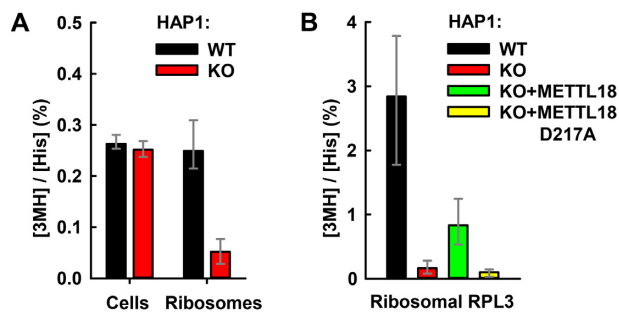 A
HAP1:
WT
KO
[3MH] / [His] (%)
0.5
0.4
0.3
0.2
0.1
0.0
Cells
Ribosomes
B
HAP1:
WT
KO
KO+METTL18
KO+METTL18
D217A
[3MH] / [His] (%)
4
3
2
1
0
Ribosomal RPL3